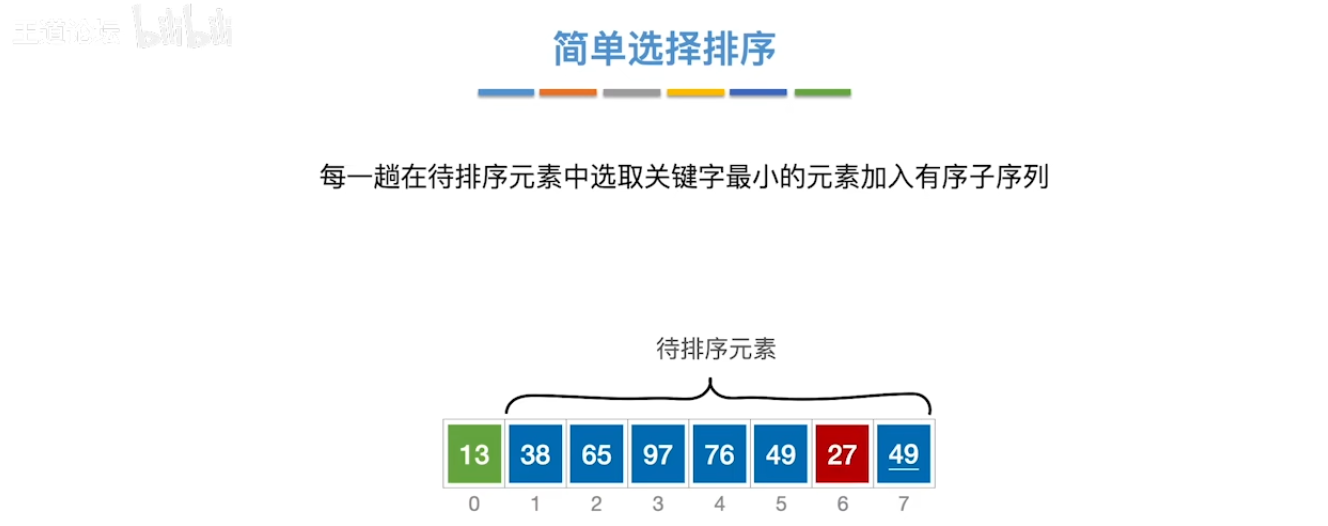 王道论坛 bilibili
简单选择排序
每一趟在待排序元素中选取关键字最小的元素加入有序子序列
待排序元素
13 38 65 97 76 49 27 49
0 1 2 3 4 5 6 7